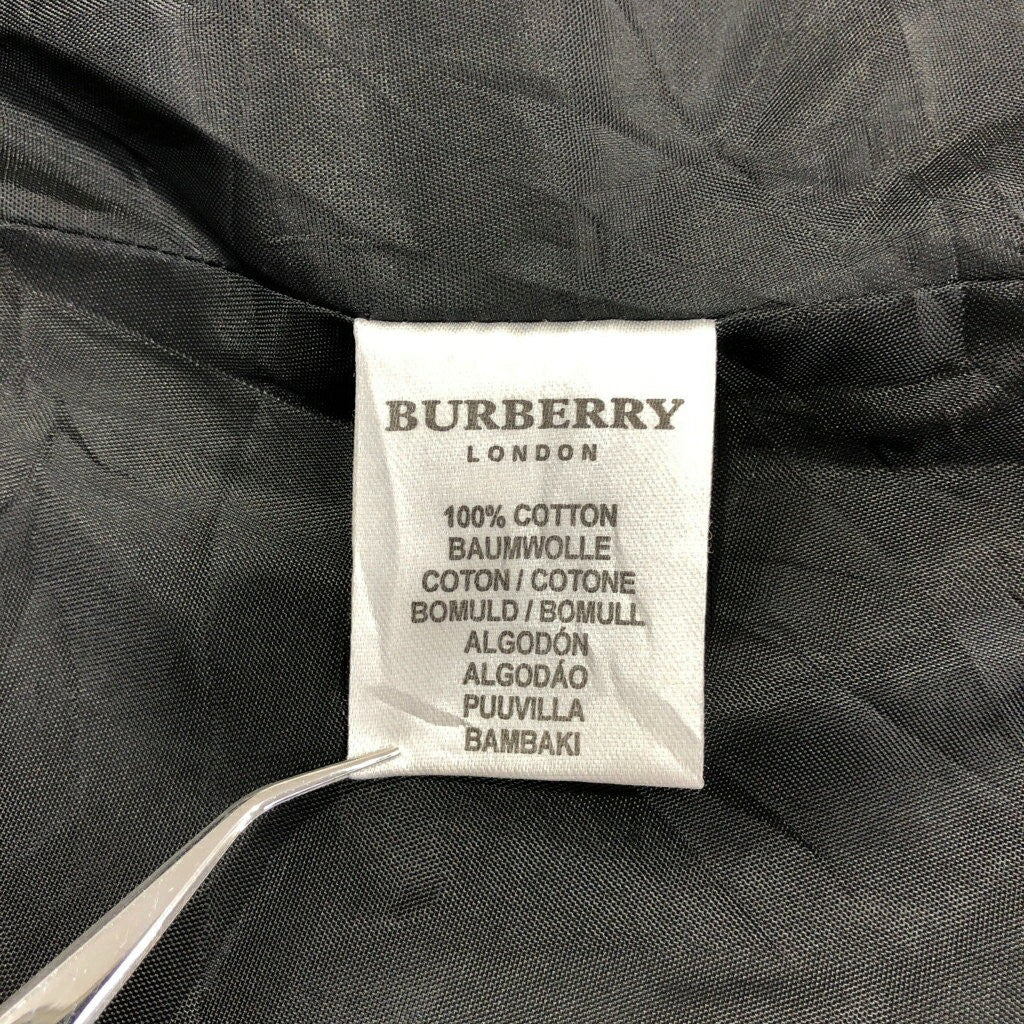 BURBERRY
LONDON
100% COTTON
BAUMWOLLE
COTON / COTONE
BOMULD / BOMULL
ALGODÓN
ALGODÁO
PUUVILLA
BAMBAKI